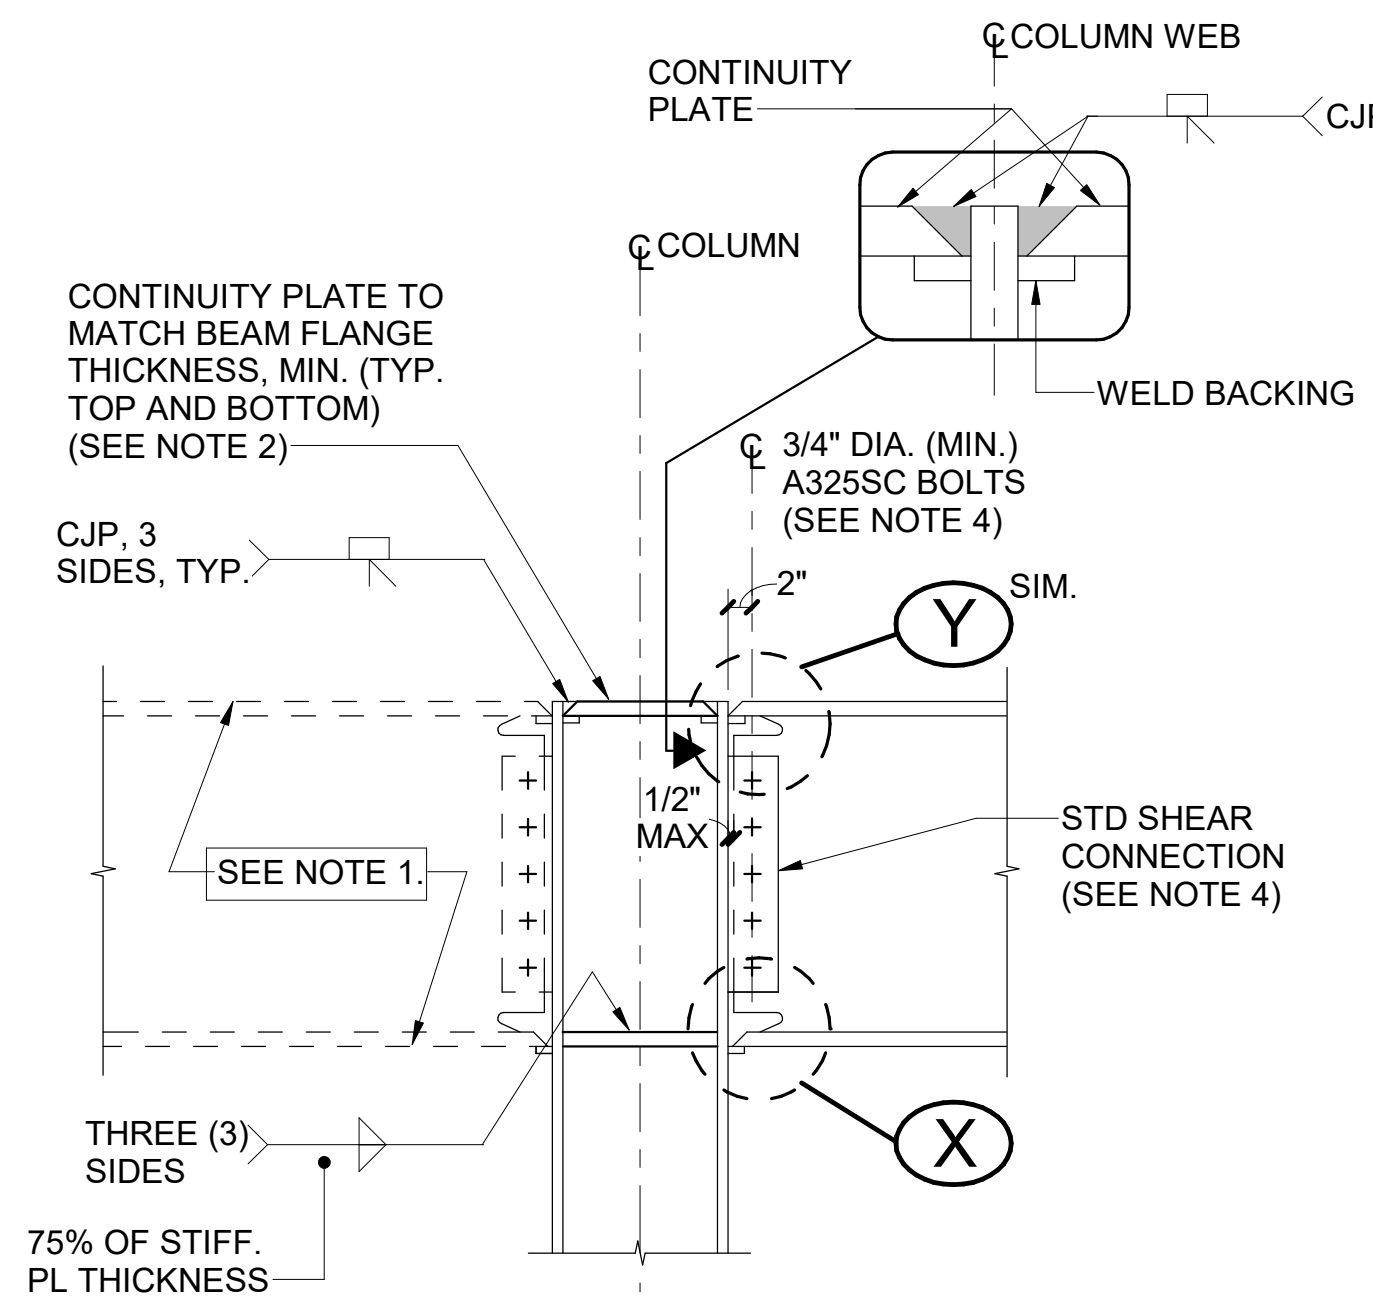 ℄ COLUMN WEB
CONTINUITY
PLATE
CJ
℄ COLUMN
CONTINUITY PLATE TO
MATCH BEAM FLANGE
THICKNESS, MIN. (TYP.
TOP AND BOTTOM)
(SEE NOTE 2)
WELD BACKING
℄ 3/4" DIA. (MIN.)
A325SC BOLTS
(SEE NOTE 4)
CJP, 3
SIDES, TYP.
2"
SIM.
Y
1/2"
MAX
STD SHEAR
CONNECTION
(SEE NOTE 4)
SEE NOTE 1.
THREE (3)
SIDES
X
75% OF STIFF.
PL THICKNESS